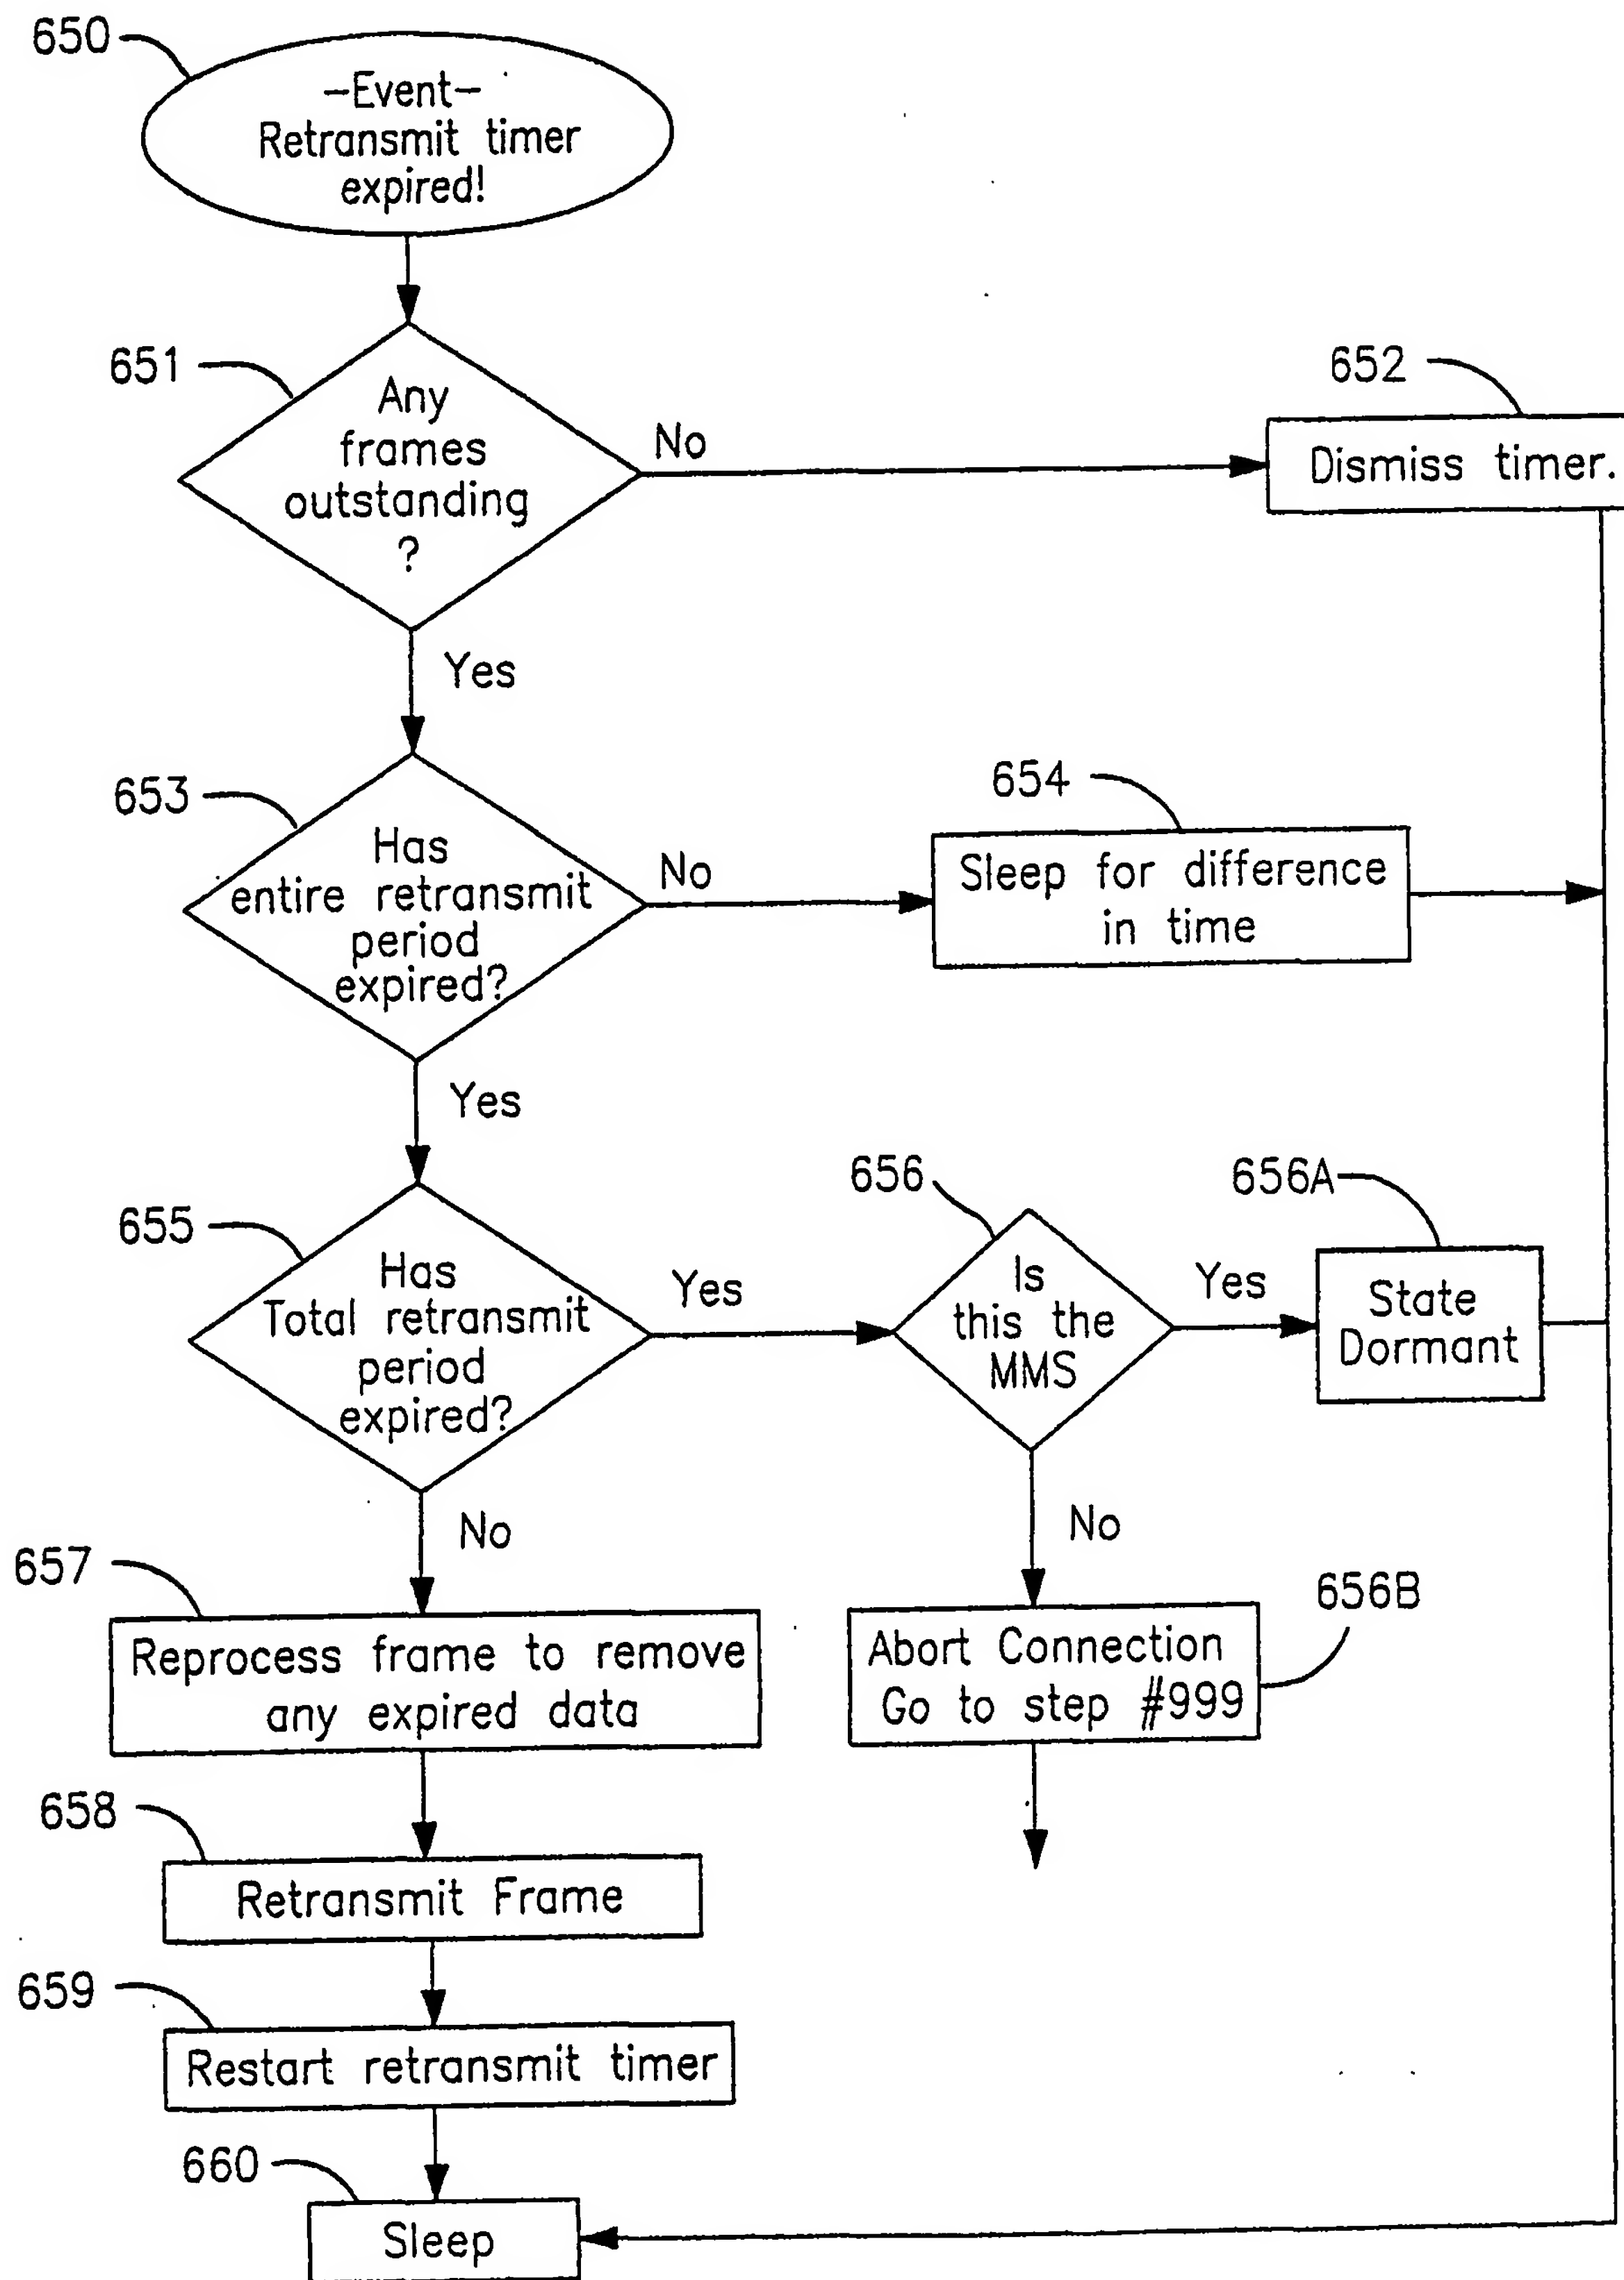 650
-Event-
Retransmit timer
expired!
651
Any
frames
outstanding
?
No
652
Dismiss timer.
Yes
653
Has
entire retransmit
period
expired?
No
654
Sleep for difference
in time
Yes
655
Has
Total retransmit
period
expired?
Yes
656
Is
this the
MMS
Yes
656A
State
Dormant
No
656B
Abort Connection
Go to step #999
No
657
Reprocess frame to remove
any expired data
658
Retransmit Frame
659
Restart retransmit timer
660
Sleep